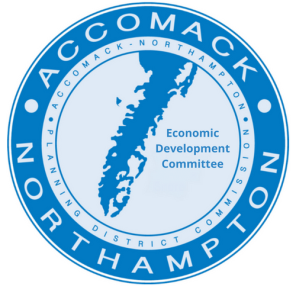 ACCOMACK
NORTHAMPTON
A ACCOMACK-NORTHAMPTON
PLANNING DISTRICT COMMISSION
Economic
Development
Committee